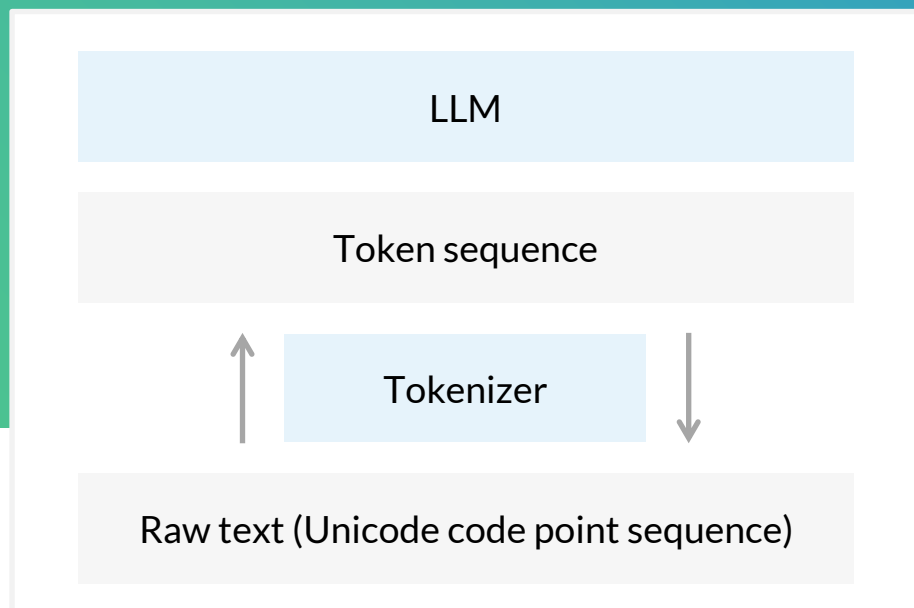 LLM
Token sequence
Tokenizer
Raw text (Unicode code point sequence)